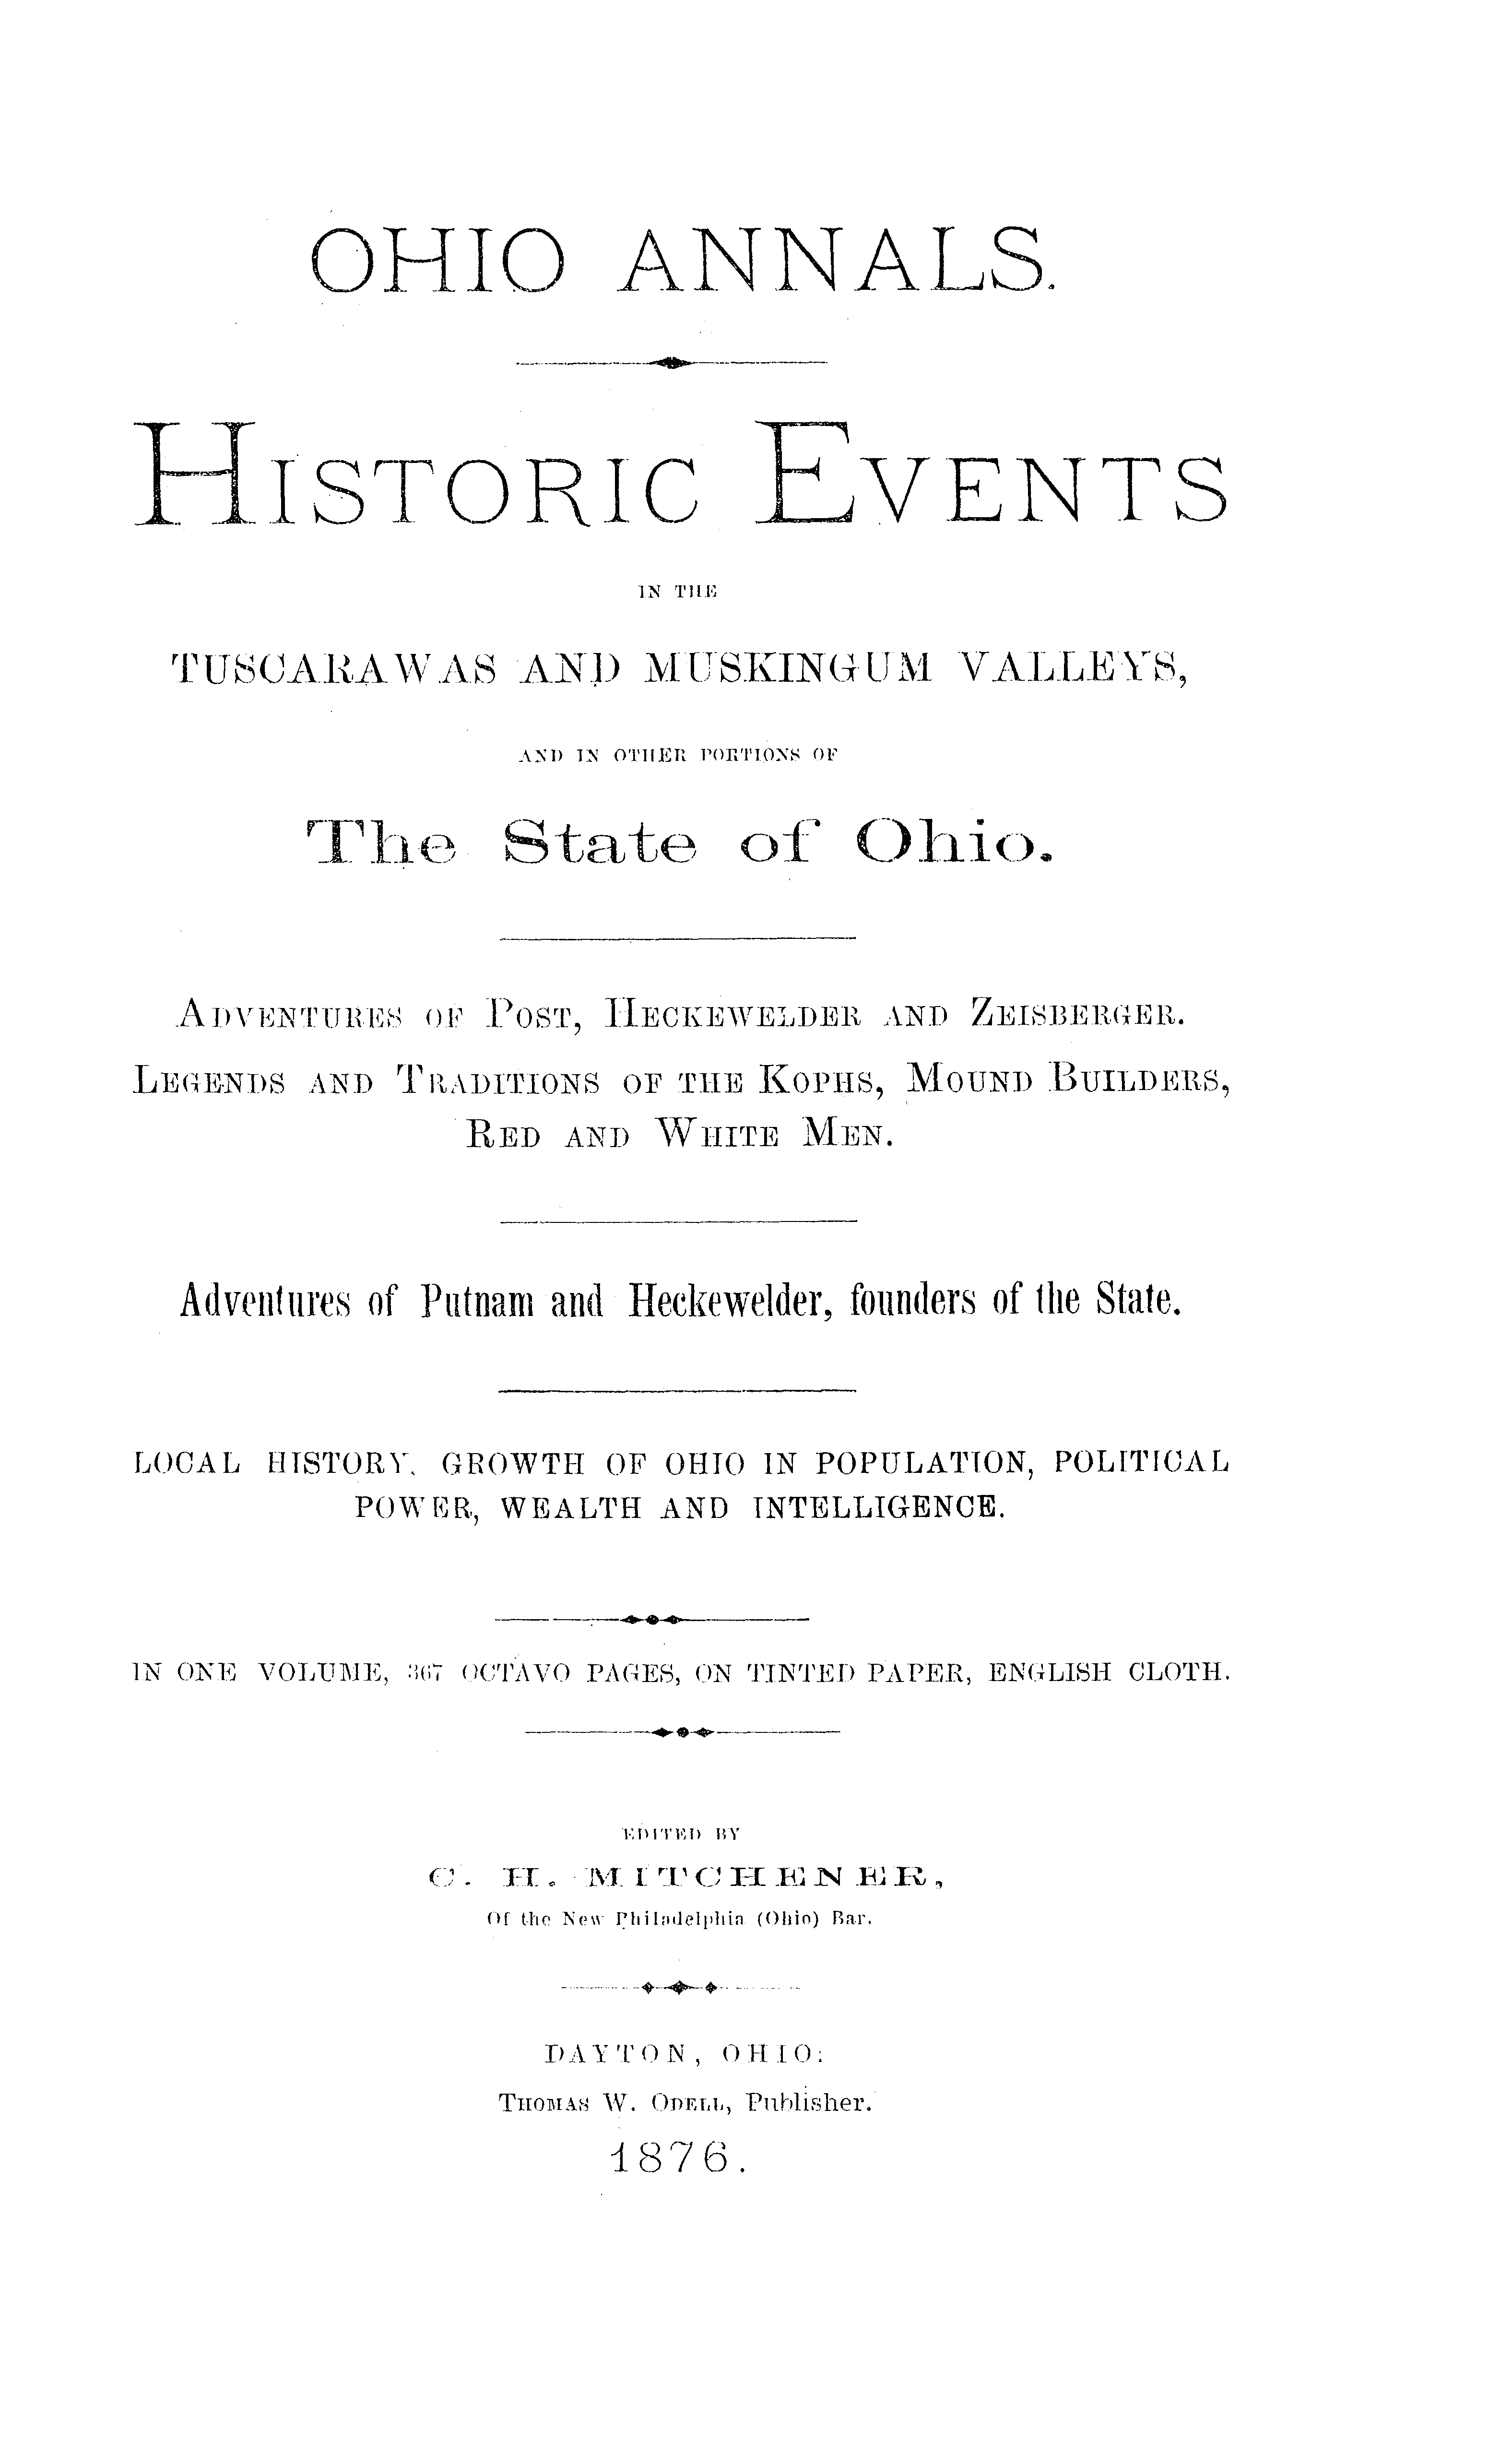 OHIO ANNALS.
HISTORIC EVENTS
IN THE
TUSCARAWAS AND MUSKINGUM VALLEYS,
AND IN OTHER PORTIONS OF
The State of Ohio.
ADVENTURES OF POST, HECKEWELDER AND ZEISBERGER.
LEGENDS AND TRADITIONS OF THE KOPHS, MOUND BUILDERS,
RED AND WHITE MEN.
Adventures of Putnam and Heckewelder, founders of the State.
LOCAL HISTORY, GROWTH OF OHIO IN POPULATION, POLITICAL
POWER, WEALTH AND INTELLIGENCE.
IN ONE VOLUME, 367 OCTAVO PAGES, ON TINTED PAPER, ENGLISH CLOTH.
EDITED BY
C. H. MITCHENER,
Of the New Philadelphia (Ohio) Bar.
DAYTON, OHIO:
THOMAS W. ODELL, Publisher.
1876.